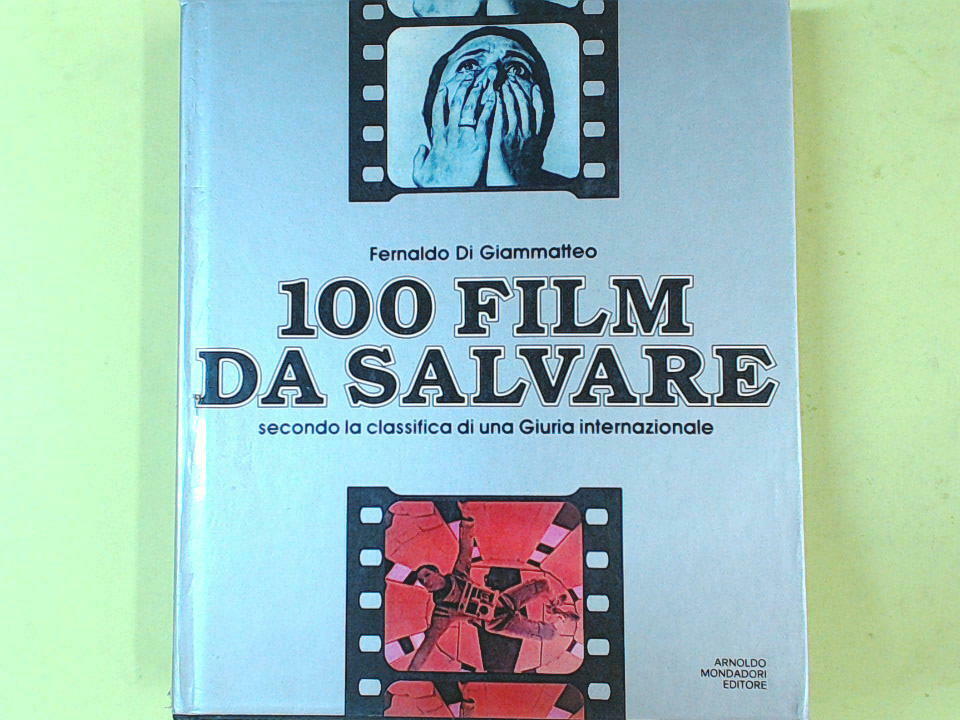 Fernaldo Di Giammatteo
100 FILM
DA SALVARE
secondo la classifica di una Giuria internazionale
ARNOLDO
MONDADORI
EDITORE